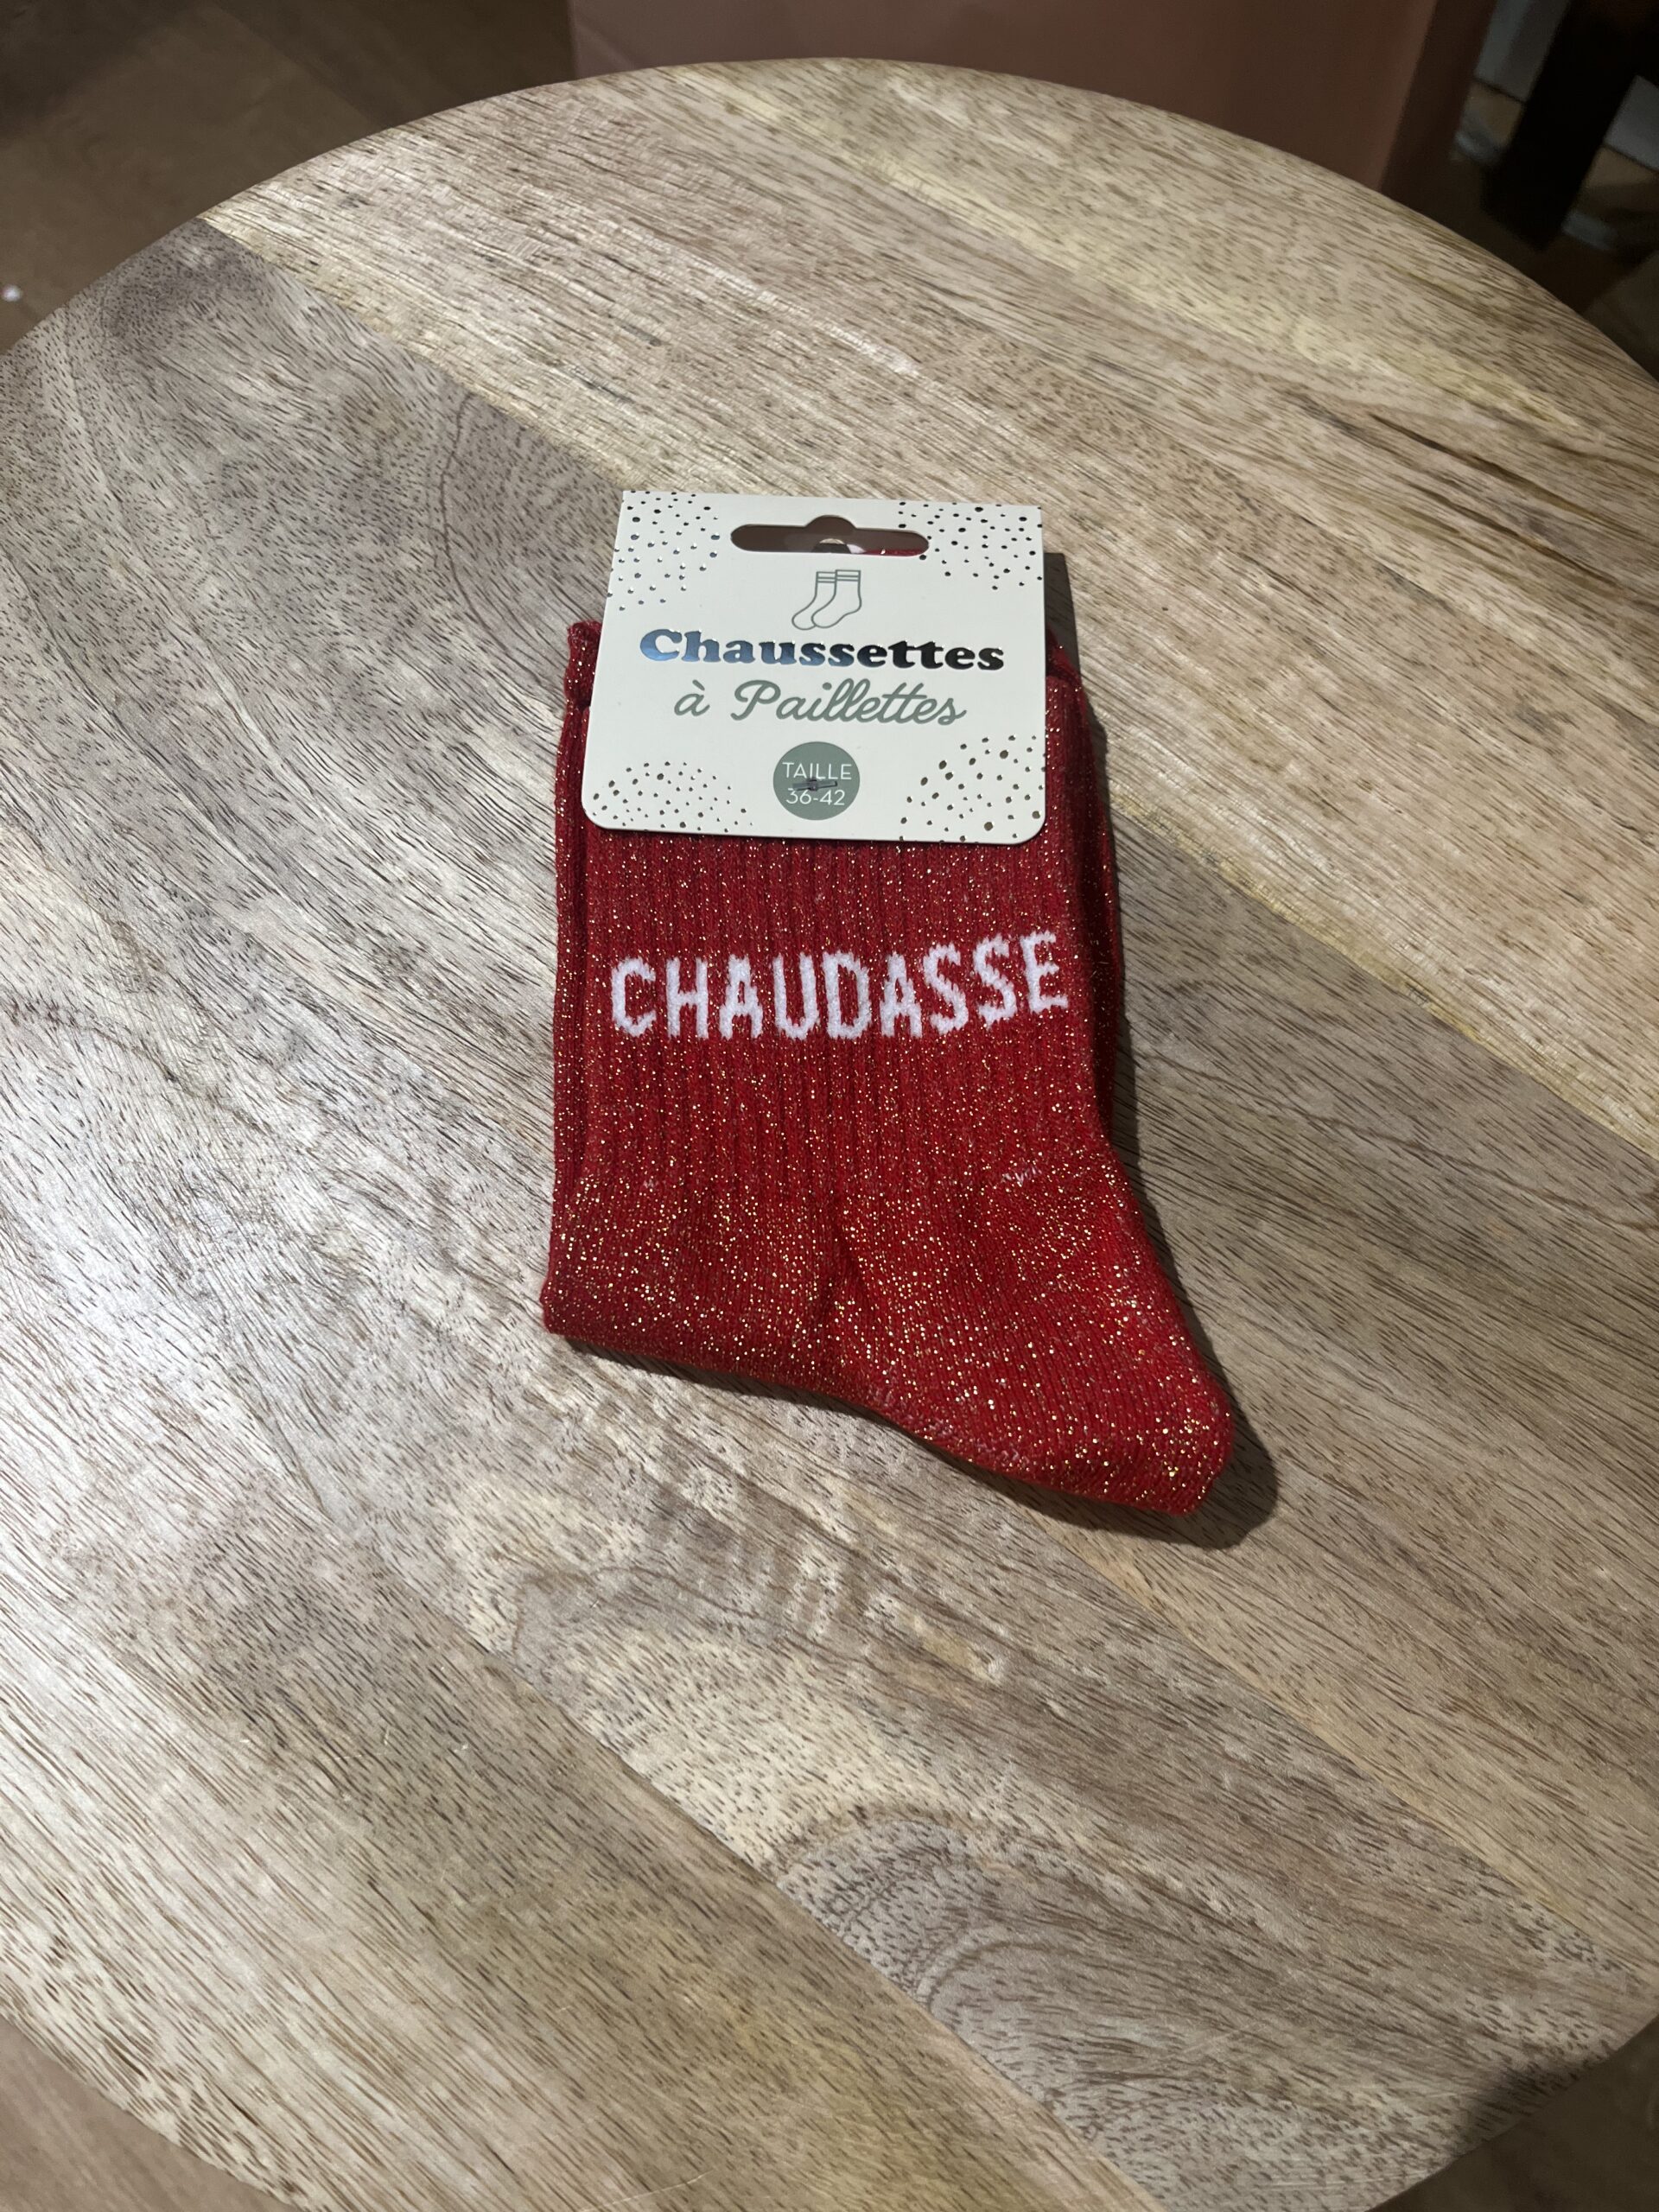 Chaussettes
à Paillettes
TAILLE
36-42
CHAUDASSE